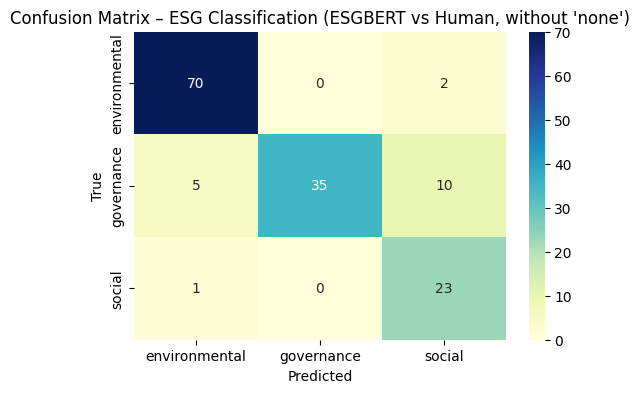 Confusion Matrix – ESG Classification (ESGBERT vs Human, without 'none')
environmental
governance
social
True
70 0 2
5 35 10
1 0 23
environmental governance social
Predicted
70
60
50
40
30
20
10
0